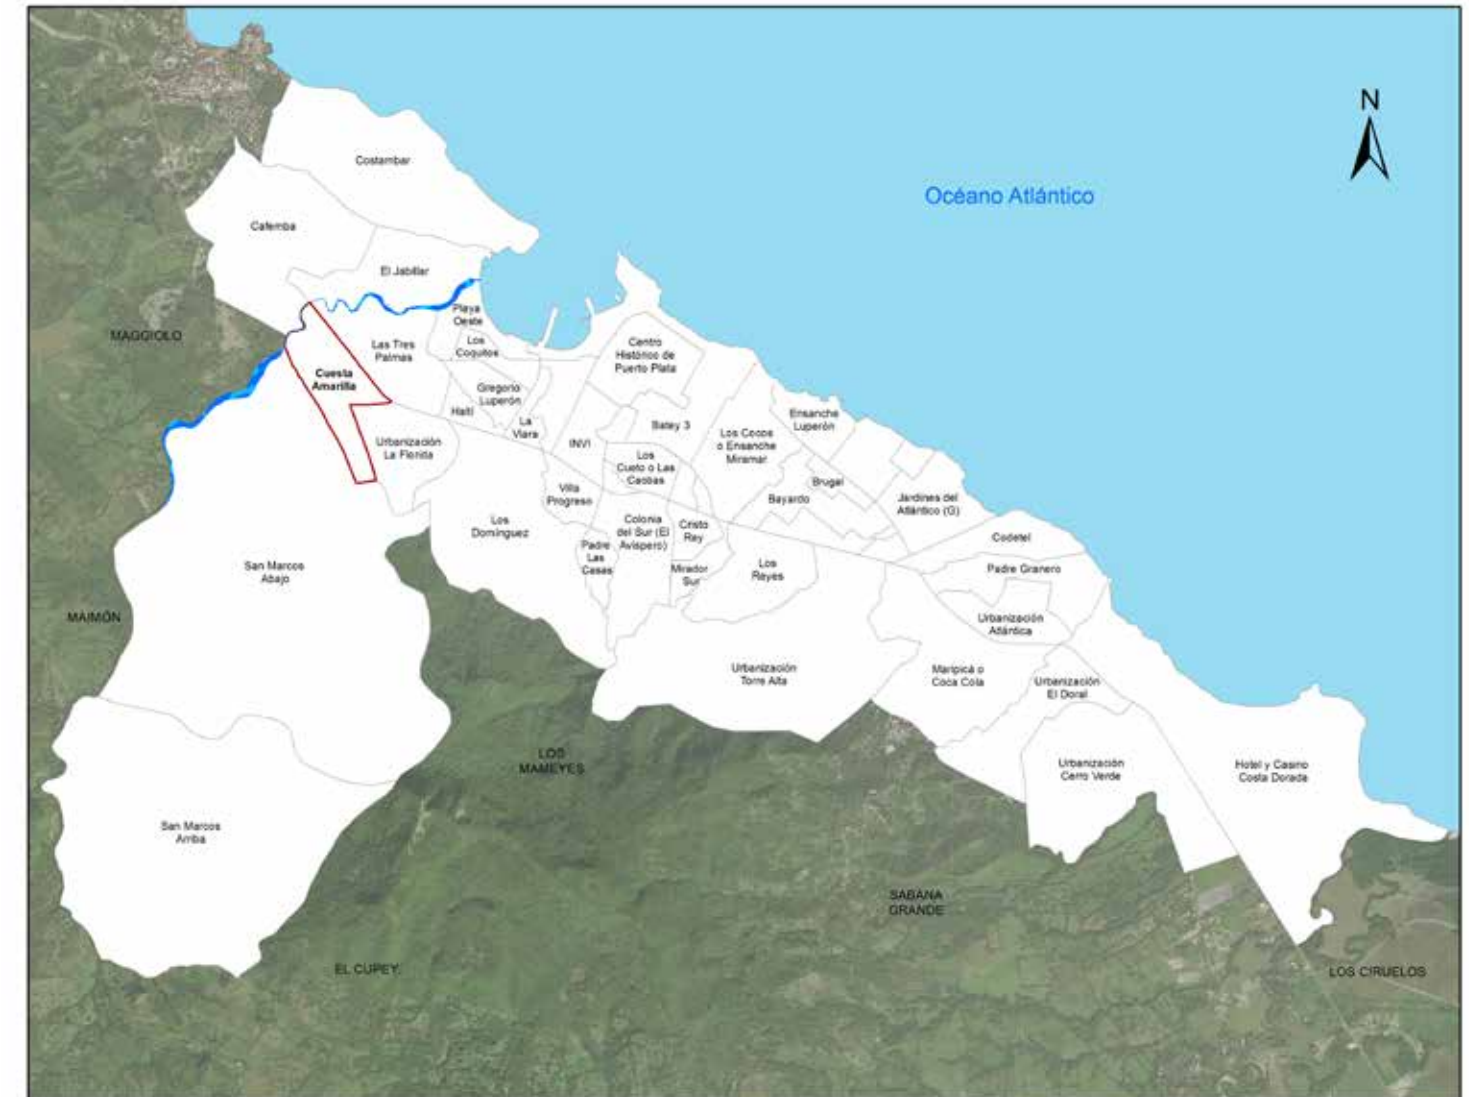 N
Océano Atlántico
Costambar
Cafemba
El Jabillar
MAGGIOLO
Playa
Oeste
Las Tres
Palmas
Los
Coquitos
Centro
Histórico de
Puerto Plata
Cuesta
Amarilla
Gregorio
Luperón
Haití
La
Viara
Ensanche
Luperón
Urbanización
La Florida
INVI
Batey 3
Los Cocos
o Ensanche
Miramar
Los
Cueto o Las
Caobas
Villa
Progreso
Brugal
Bayardo
Jardines del
Atlántico (G)
Los
Domínguez
Colonia
del Sur (El
Avispero)
Cristo
Rey
Codetel
Padre
Las
Casas
San Marcos
Abajo
Mirador
Sur
Los
Reyes
Padre Granero
MAIMÓN
Urbanización
Atlántica
Urbanización
Torre Alta
Maripicá o
Coca Cola
Urbanización
El Doral
LOS
MAMEYES
Urbanización
Cerro Verde
Hotel y Casino
Costa Dorada
San Marcos
Arriba
SABANA
GRANDE
EL CUPEY
LOS CIRUELOS